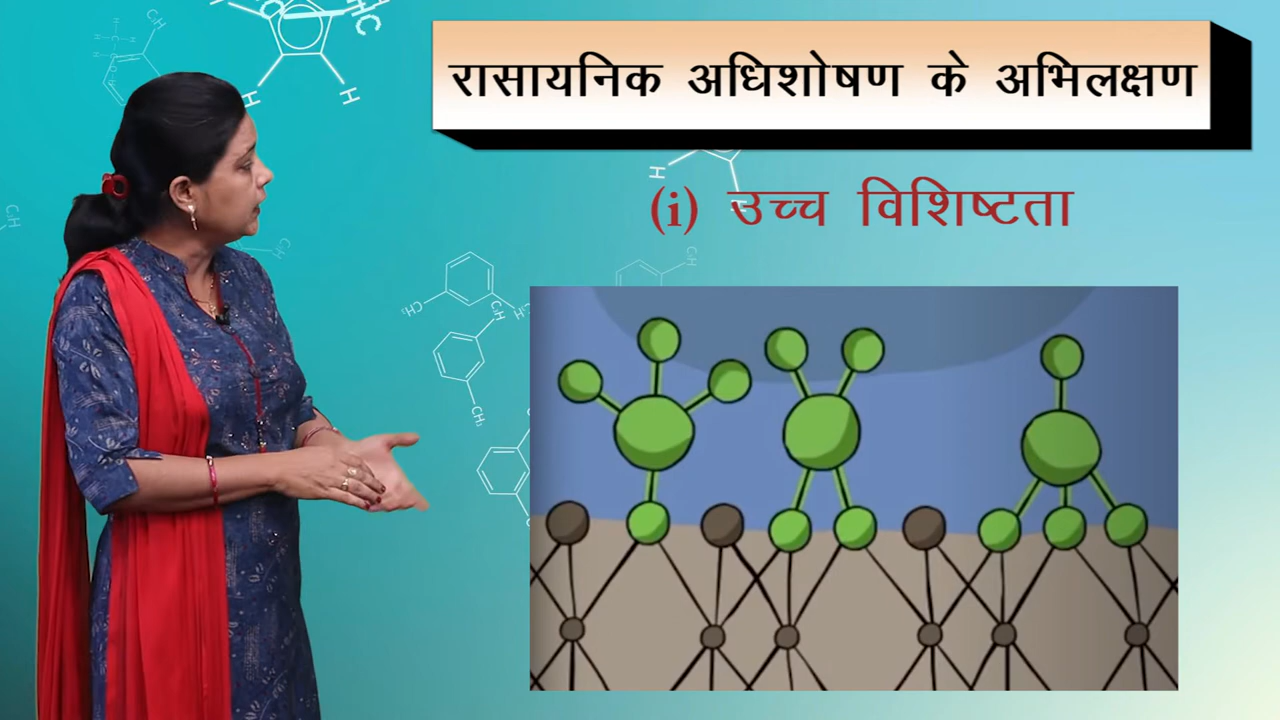 रासायनिक अधिशोषण के अभिलक्षण
(i) उच्च विशिष्टता